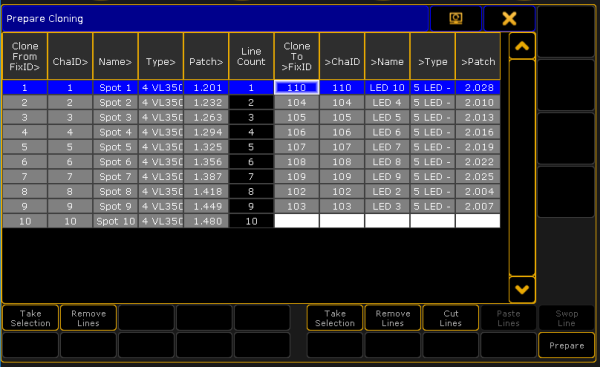 Prepare Cloning
Clone From FixID> ChaID> Name> Type> Patch> Line Count Clone To >FixID >ChaID >Name >Type >Patch
1 1 Spot 1 4 VL350 1.201 1 110 110 LED 10 5 LED - 2.028
2 2 Spot 2 4 VL350 1.232 2 104 104 LED 4 5 LED - 2.010
3 3 Spot 3 4 VL350 1.263 3 105 105 LED 5 5 LED - 2.013
4 4 Spot 4 4 VL350 1.294 4 106 106 LED 6 5 LED - 2.016
5 5 Spot 5 4 VL350 1.325 5 107 107 LED 7 5 LED - 2.019
6 6 Spot 6 4 VL350 1.356 6 108 108 LED 8 5 LED - 2.022
7 7 Spot 7 4 VL350 1.387 7 109 109 LED 9 5 LED - 2.025
8 8 Spot 8 4 VL350 1.418 8 102 102 LED 2 5 LED - 2.004
9 9 Spot 9 4 VL350 1.449 9 103 103 LED 3 5 LED - 2.007
10 10 Spot 10 4 VL350 1.480 10
Take Selection Remove Lines Take Selection Remove Lines Cut Lines Paste Lines Swop Line
Prepare